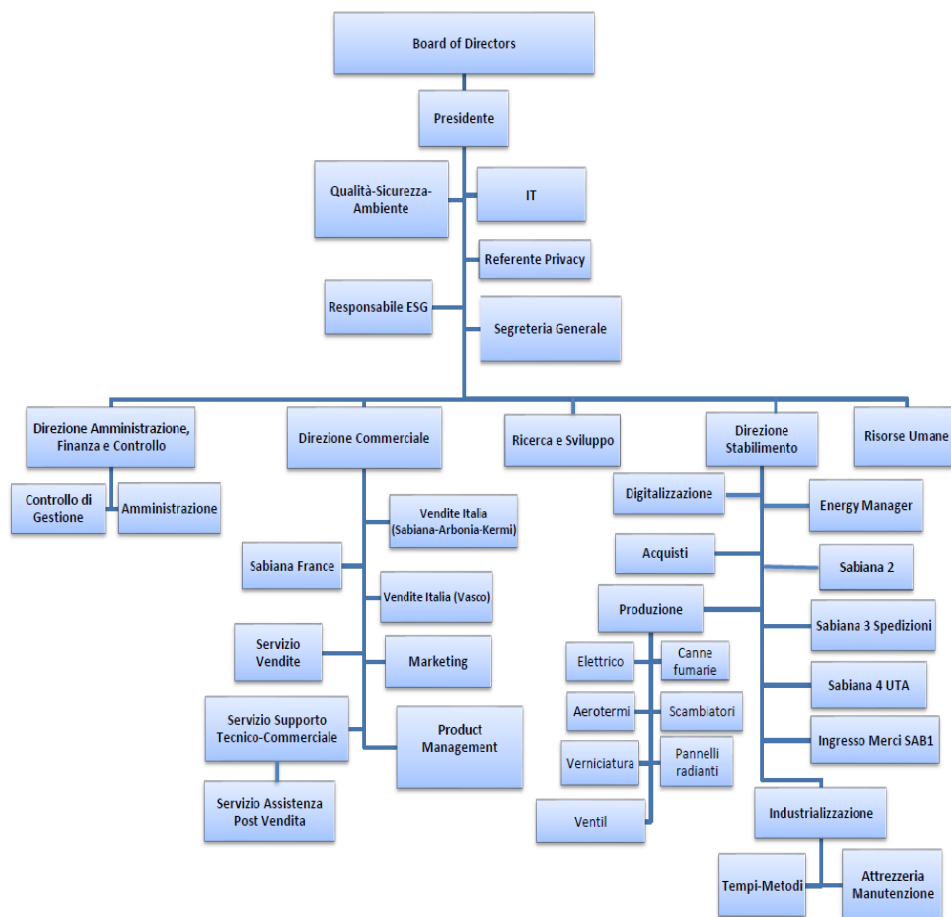 Board of Directors
Presidente
Qualità-Sicurezza-
Ambiente
IT
Referente Privacy
Responsabile ESG
Segreteria Generale
Direzione Amministrazione,
Finanza e Controllo
Direzione Commerciale
Ricerca e Sviluppo
Direzione
Stabilimento
Risorse Umane
Controllo di
Gestione
Amministrazione
Vendite Italia
(Sabiana-Arbonia-Kermi)
Sabiana France
Vendite Italia (Vasco)
Servizio
Vendite
Marketing
Servizio Supporto
Tecnico-Commerciale
Product
Management
Servizio Assistenza
Post Vendita
Digitalizzazione
Energy Manager
Acquisti
Sabiana 2
Produzione
Sabiana 3 Spedizioni
Elettrico
Canne
fumarie
Sabiana 4 UTA
Aerotermi
Scambiatori
Ingresso Merci SAB1
Verniciatura
Pannelli
radianti
Ventil
Industrializzazione
Tempi-Metodi
Attrezzeria
Manutenzione